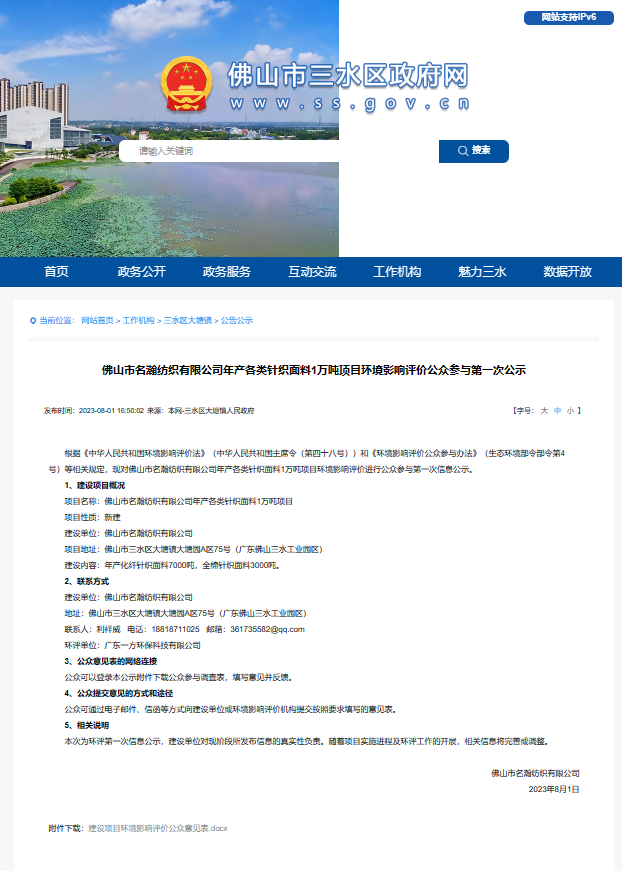 网站支持IPv6
佛山市三水区政府网
www.ss.gov.cn
请输入关键词
搜索
首页 政务公开 政务服务 互动交流 工作机构 魅力三水 数据开放
当前位置： 网站首页 > 工作机构 > 三水区大塘镇 > 公告公示
佛山市名瀚纺织有限公司年产各类针织面料1万吨项目环境影响评价公众参与第一次公示
发布时间：2023-08-01 16:50:02 来源：本网-三水区大塘镇人民政府
【字号： 大 中 小 】
根据《中华人民共和国环境影响评价法》（中华人民共和国主席令（第四十八号））和《环境影响评价公众参与办法》（生态环境部令部令第4
号）等相关规定，现对佛山市名瀚纺织有限公司年产各类针织面料1万吨项目环境影响评价进行公众参与第一次信息公示。
1、建设项目概况
项目名称：佛山市名瀚纺织有限公司年产各类针织面料1万吨项目
项目性质：新建
建设单位：佛山市名瀚纺织有限公司
项目地址：佛山市三水区大塘镇大塘园A区75号（广东佛山三水工业园区）
建设内容：年产化纤针织面料7000吨，全棉针织面料3000吨。
2、联系方式
建设单位：佛山市名瀚纺织有限公司
地址：佛山市三水区大塘镇大塘园A区75号（广东佛山三水工业园区）
联系人：利祥威 电话：18818711025 邮箱：361735582@qq.com
环评单位：广东一方环保科技有限公司
3、公众意见表的网络连接
公众可以登录本公示附件下载公众参与调查表，填写意见并反馈。
4、公众提交意见的方式和途径
公众可通过电子邮件、信函等方式向建设单位或环境影响评价机构提交按照要求填写的意见表。
5、相关说明
本次为环评第一次信息公示，建设单位对现阶段所发布信息的真实性负责。随着项目实施进程及环评工作的开展，相关信息将完善或调整。
佛山市名瀚纺织有限公司
2023年8月1日
附件下载：建设项目环境影响评价公众意见表.docx